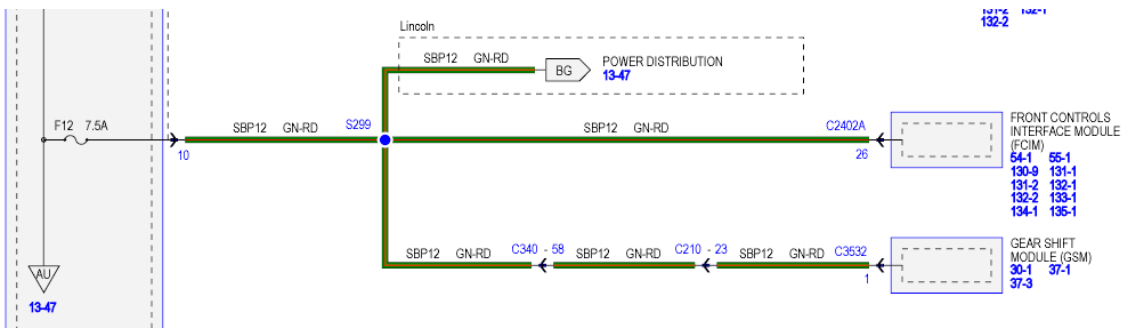 131-2 132-1
132-2
Lincoln
SBP12 GN-RD
BG
POWER DISTRIBUTION
13-47
F12 7.5A
10
SBP12 GN-RD
S299
SBP12 GN-RD
C2402A
26
FRONT CONTROLS
INTERFACE MODULE
(FCIM)
54-1 55-1
130-9 131-1
131-2 132-1
132-2 133-1
134-1 135-1
SBP12 GN-RD
C340 - 58
SBP12 GN-RD
C210 - 23
SBP12 GN-RD
C3532
1
GEAR SHIFT
MODULE (GSM)
30-1 37-1
37-3
AU
13-47